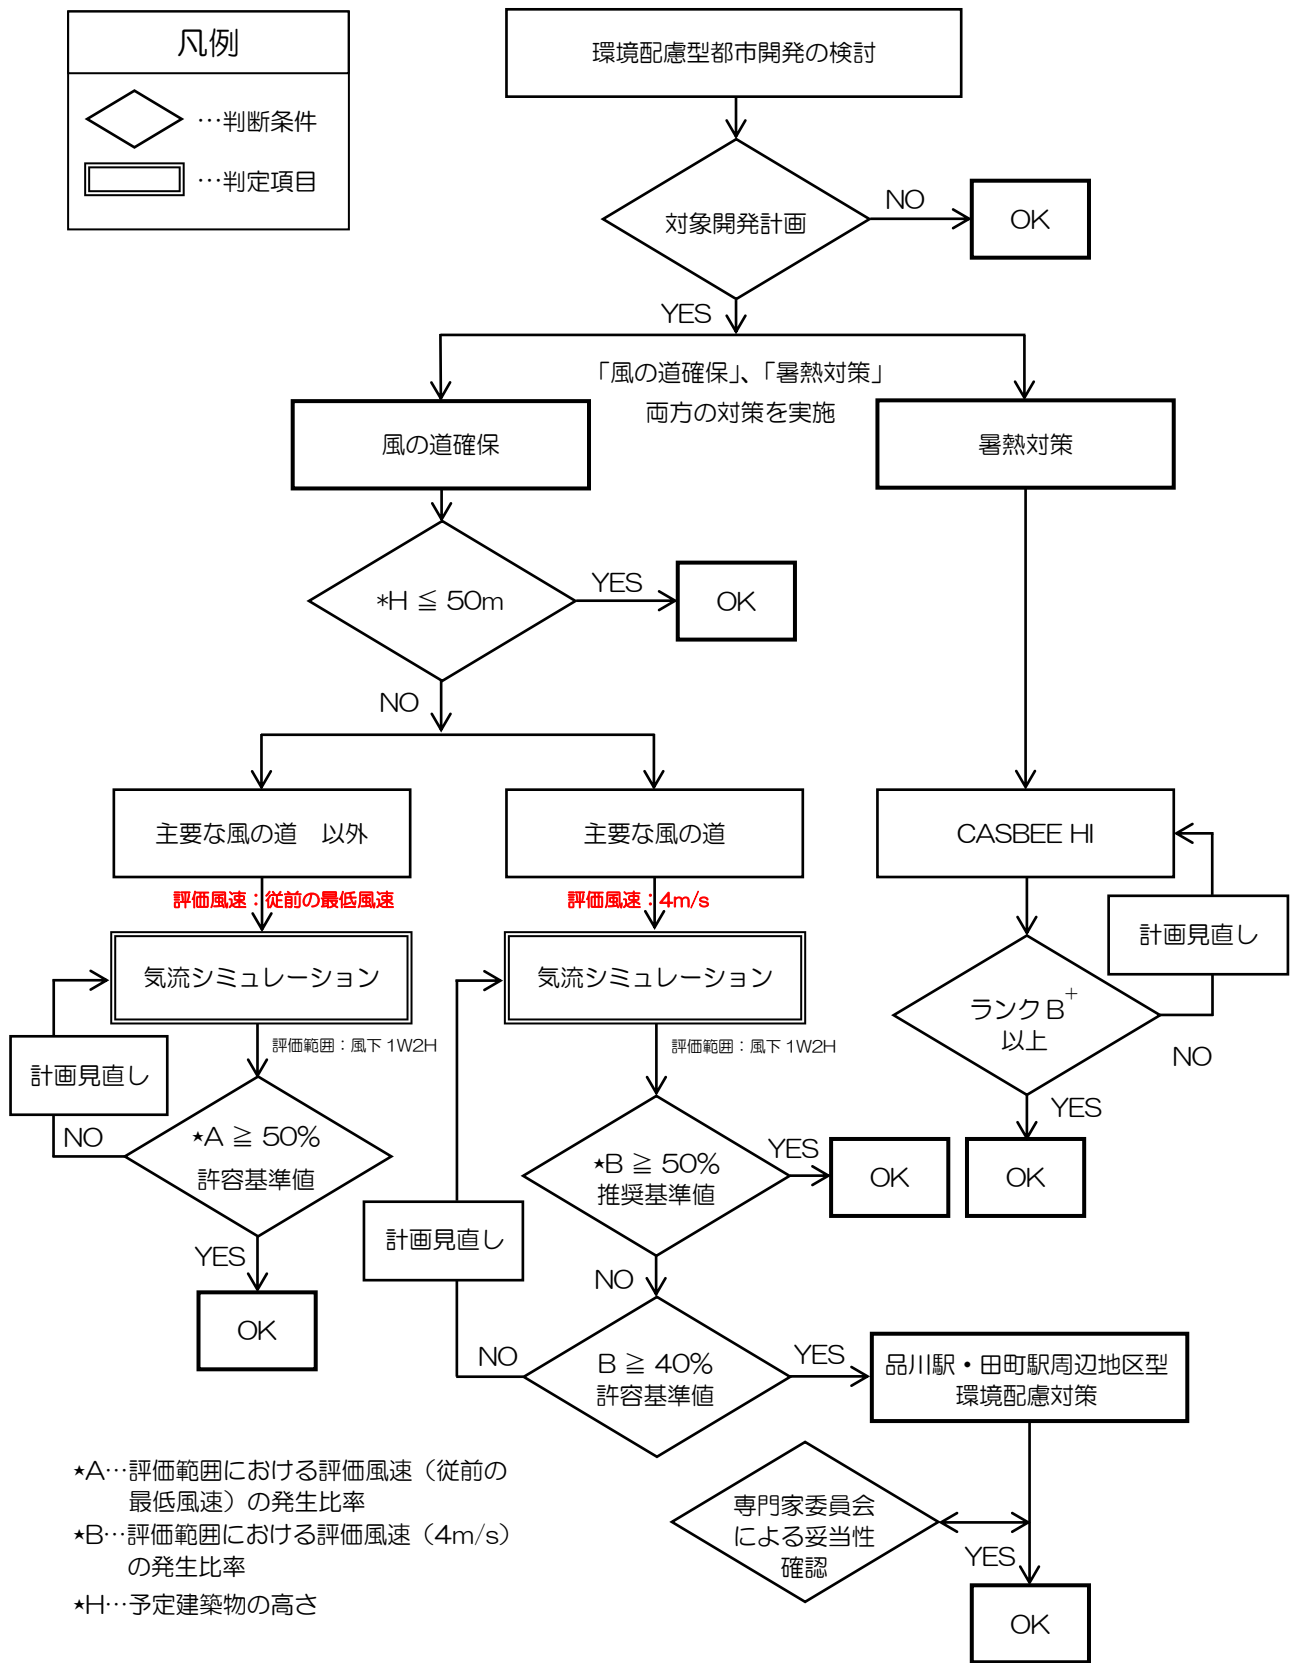 凡例
…判断条件
…判定項目
環境配慮型都市開発の検討
対象開発計画
NO
OK
YES
「風の道確保」、「暑熱対策」
両方の対策を実施
風の道確保
暑熱対策
*H ≦ 50m
YES
OK
NO
主要な風の道　以外
主要な風の道
CASBEE HI
評価風速：従前の最低風速
評価風速：4m/s
計画見直し
気流シミュレーション
気流シミュレーション
ランク B⁺
以上
NO
評価範囲：風下 1W2H
評価範囲：風下 1W2H
計画見直し
YES
NO
★A ≧ 50%
許容基準値
★B ≧ 50%
推奨基準値
YES
OK
OK
計画見直し
YES
NO
OK
NO
B ≧ 40%
許容基準値
YES
品川駅・田町駅周辺地区型
環境配慮対策
★A…評価範囲における評価風速（従前の
最低風速）の発生比率
★B…評価範囲における評価風速（4m/s）
の発生比率
★H…予定建築物の高さ
専門家委員会
による妥当性
確認
YES
OK